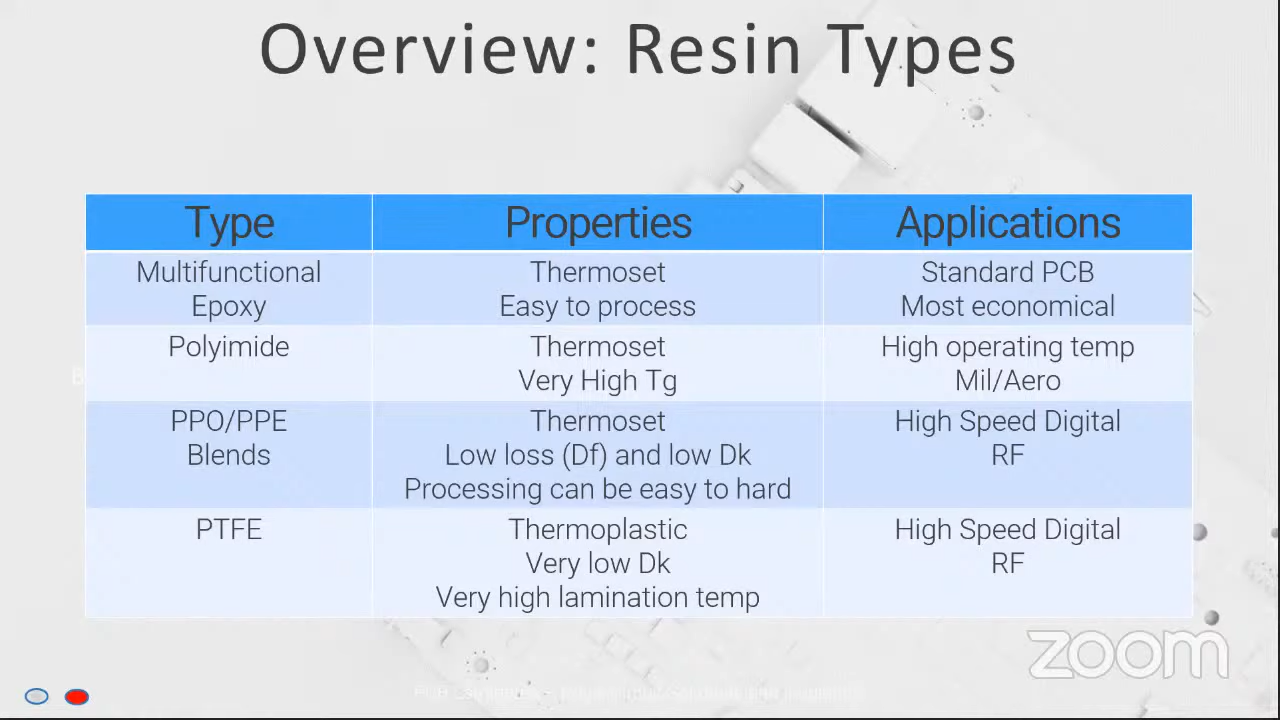 Overview: Resin Types
Type Properties Applications
Multifunctional Thermoset Standard PCB
Epoxy Easy to process Most economical
Polyimide Thermoset High operating temp
Very High Tg Mil/Aero
PPO/PPE Thermoset High Speed Digital
Blends Low loss (Df) and low Dk RF
Processing can be easy to hard
PTFE Thermoplastic High Speed Digital
Very low Dk RF
Very high lamination temp
zoom